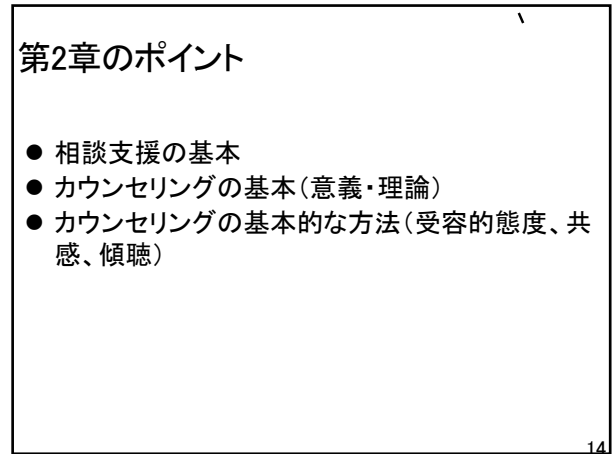 第2章のポイント
● 相談支援の基本
● カウンセリングの基本(意義・理論)
● カウンセリングの基本的な方法(受容的態度、共
感、傾聴)
14